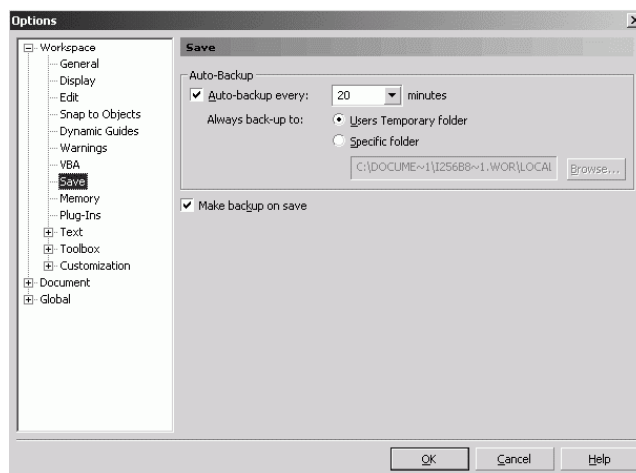 Options
Workspace
General
Display
Edit
Snap to Objects
Dynamic Guides
Warnings
VBA
Save
Memory
Plug-Ins
Text
Toolbox
Customization
Document
Global
Save
Auto-Backup
Auto-backup every: 20 minutes
Always back-up to: Users Temporary folder
Specific folder
C:\DOCUME~1\I256B8~1.WOR\LOCAL Browse...
Make backup on save
OK Cancel Help